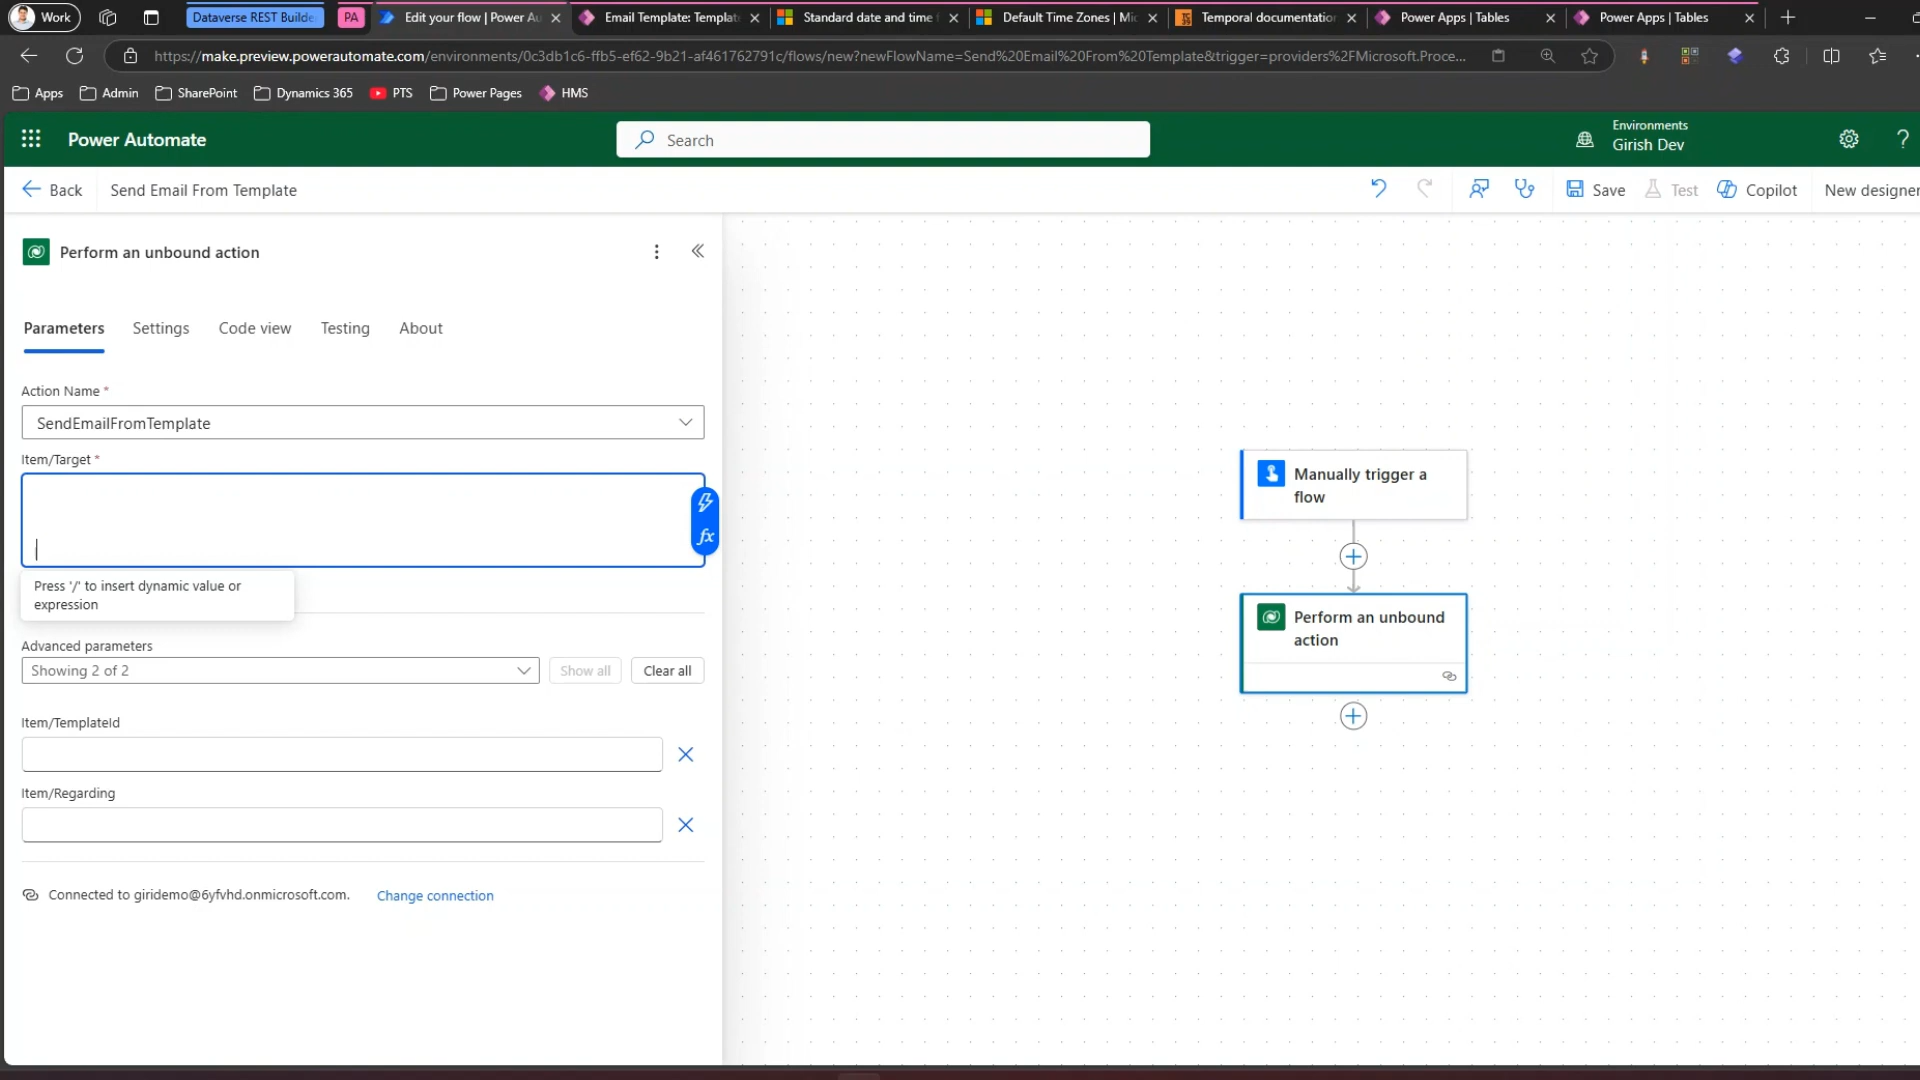 Work
Dataverse REST Builde
PA
Edit your flow | Power Au
Email Template: Templat
Standard date and time
Default Time Zones | Mi
Temporal documentation
Power Apps | Tables
Power Apps | Tables
https://make.preview.powerautomate.com/environments/0c3db1c6-ffb5-ef62-9b21-af461762791c/flows/new?newFlowName=Send%20Email%20From%20Template&trigger=providers%2FMicrosoft.Proce...
Apps
Admin
SharePoint
Dynamics 365
PTS
Power Pages
HMS
Power Automate
Search
Environments
Girish Dev
?
Back
Send Email From Template
Save
Test
Copilot
New designer
Perform an unbound action
Parameters
Settings
Code view
Testing
About
Action Name *
SendEmailFromTemplate
Item/Target *
fx
Press '/' to insert dynamic value or
expression
Advanced parameters
Showing 2 of 2
Show all
Clear all
Item/TemplateId
Item/Regarding
Connected to giridemo@6yfvhd.onmicrosoft.com.
Change connection
Manually trigger a
flow
Perform an unbound
action